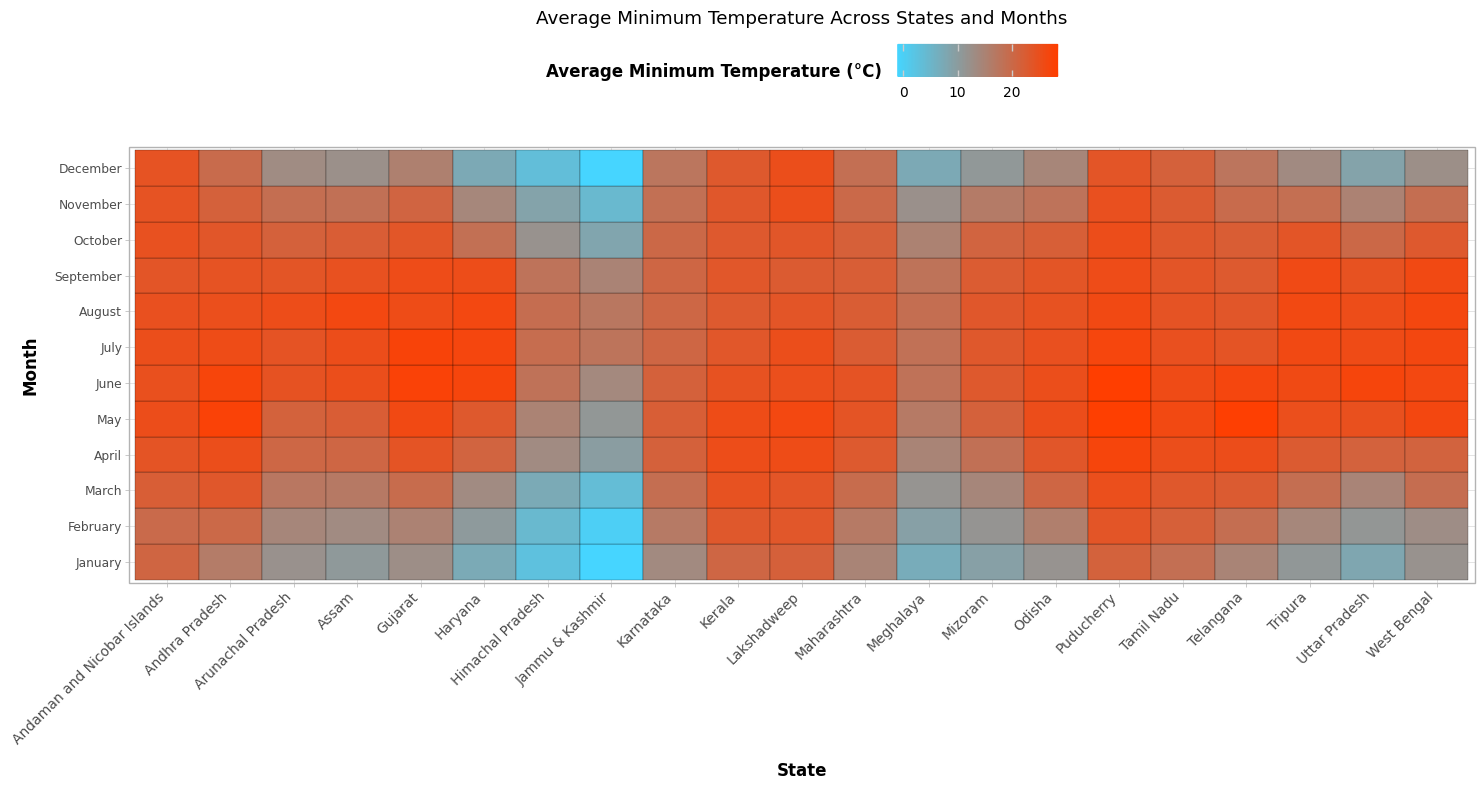 Average Minimum Temperature Across States and Months
Average Minimum Temperature (°C)
0 10 20
Month
December
November
October
September
August
July
June
May
April
March
February
January
Andaman and Nicobar Islands
Andhra Pradesh
Arunachal Pradesh
Assam
Gujarat
Haryana
Himachal Pradesh
Jammu & Kashmir
Karnataka
Kerala
Lakshadweep
Maharashtra
Meghalaya
Mizoram
Odisha
Puducherry
Tamil Nadu
Telangana
Tripura
Uttar Pradesh
West Bengal
State